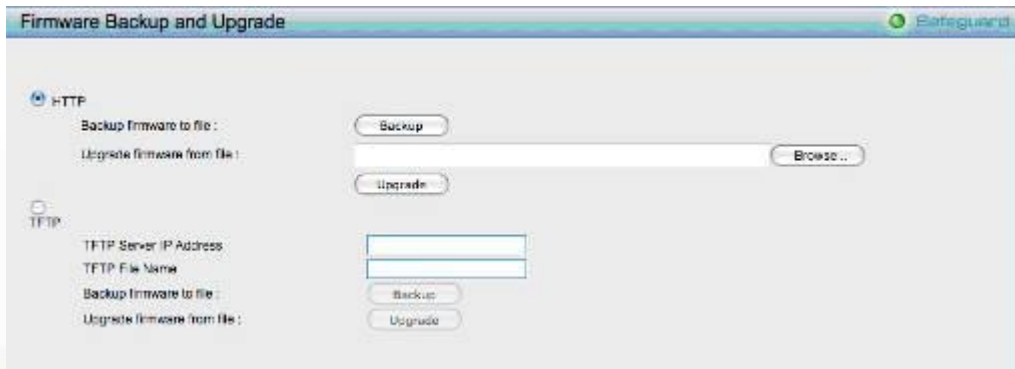 Firmware Backup and Upgrade
Safeguard
HTTP
Backup firmware to file :
Backup
Upgrade firmware from file :
Browse...
Upgrade
TFTP
TFTP Server IP Address
TFTP File Name
Backup firmware to file :
Backup
Upgrade firmware from file :
Upgrade